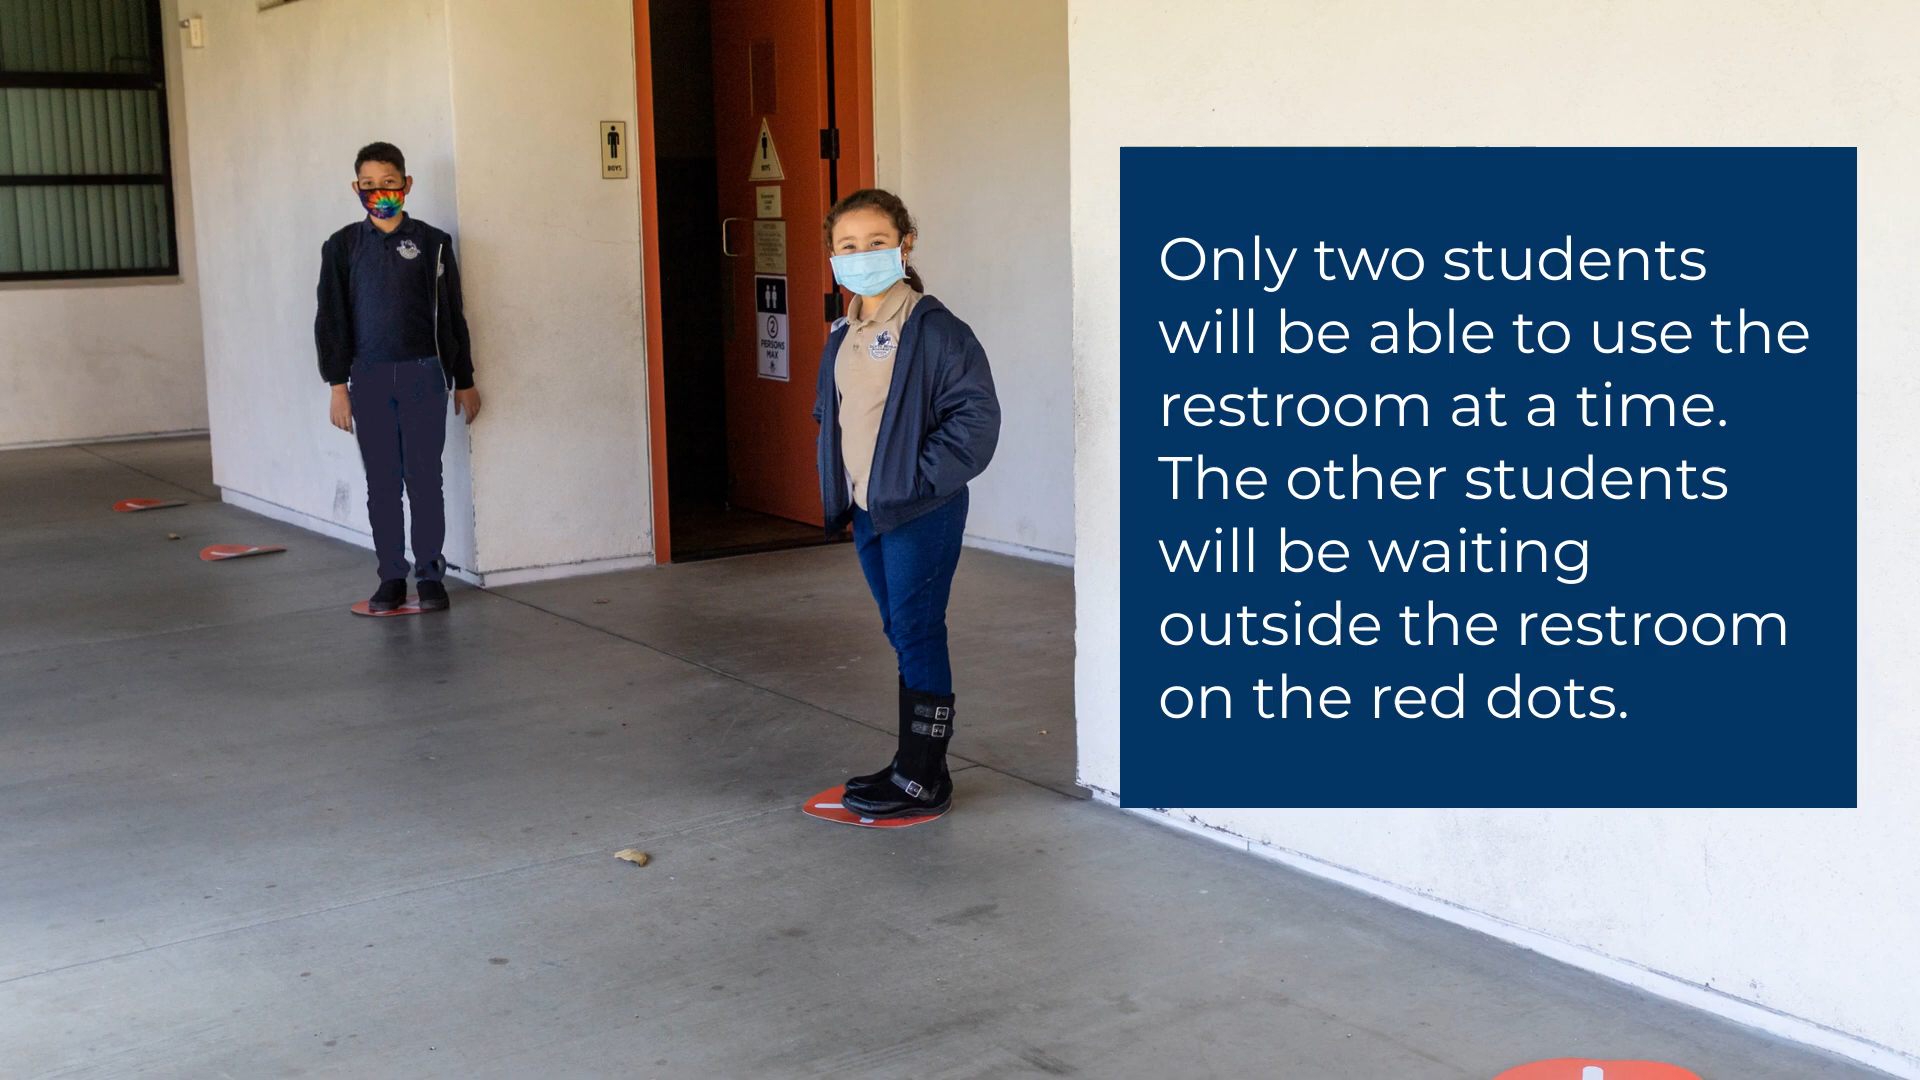 BOYS
BOYS
2
PERSONS
MAX
Only two students
will be able to use the
restroom at a time.
The other students
will be waiting
outside the restroom
on the red dots.